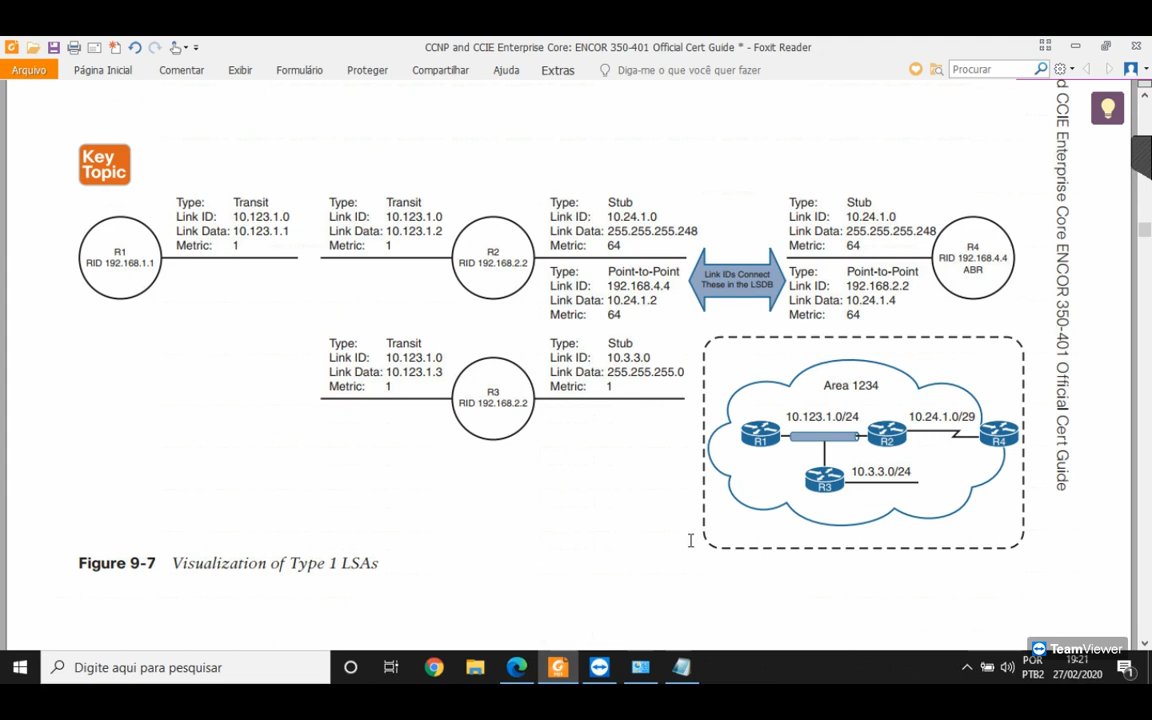 CCNP and CCIE Enterprise Core: ENCOR 350-401 Official Cert Guide * - Foxit Reader
Arquivo Página Inicial Comentar Exibir Formulário Proteger Compartilhar Ajuda Extras Diga-me o que você quer fazer Procurar
d CCIE Enterprise Core ENCOR 350-401 Official Cert Guide
Key
Topic
R1
RID 192.168.1.1
Type: Transit
Link ID: 10.123.1.0
Link Data: 10.123.1.1
Metric: 1
Type: Transit
Link ID: 10.123.1.0
Link Data: 10.123.1.2
Metric: 1
R2
RID 192.168.2.2
Type: Stub
Link ID: 10.24.1.0
Link Data: 255.255.255.248
Metric: 64
Type: Point-to-Point
Link ID: 192.168.4.4
Link Data: 10.24.1.2
Metric: 64
Link IDs Connect
These in the LSDB
Type: Stub
Link ID: 10.24.1.0
Link Data: 255.255.255.248
Metric: 64
Type: Point-to-Point
Link ID: 192.168.2.2
Link Data: 10.24.1.4
Metric: 64
R4
RID 192.168.4.4
ABR
Type: Transit
Link ID: 10.123.1.0
Link Data: 10.123.1.3
Metric: 1
R3
RID 192.168.2.2
Type: Stub
Link ID: 10.3.3.0
Link Data: 255.255.255.0
Metric: 1
Area 1234
10.123.1.0/24
10.24.1.0/29
R1
R2
R4
10.3.3.0/24
R3
Figure 9-7 Visualization of Type 1 LSAs
TeamViewer
Digite aqui para pesquisar
POR
PTB2
19:21
27/02/2020
1